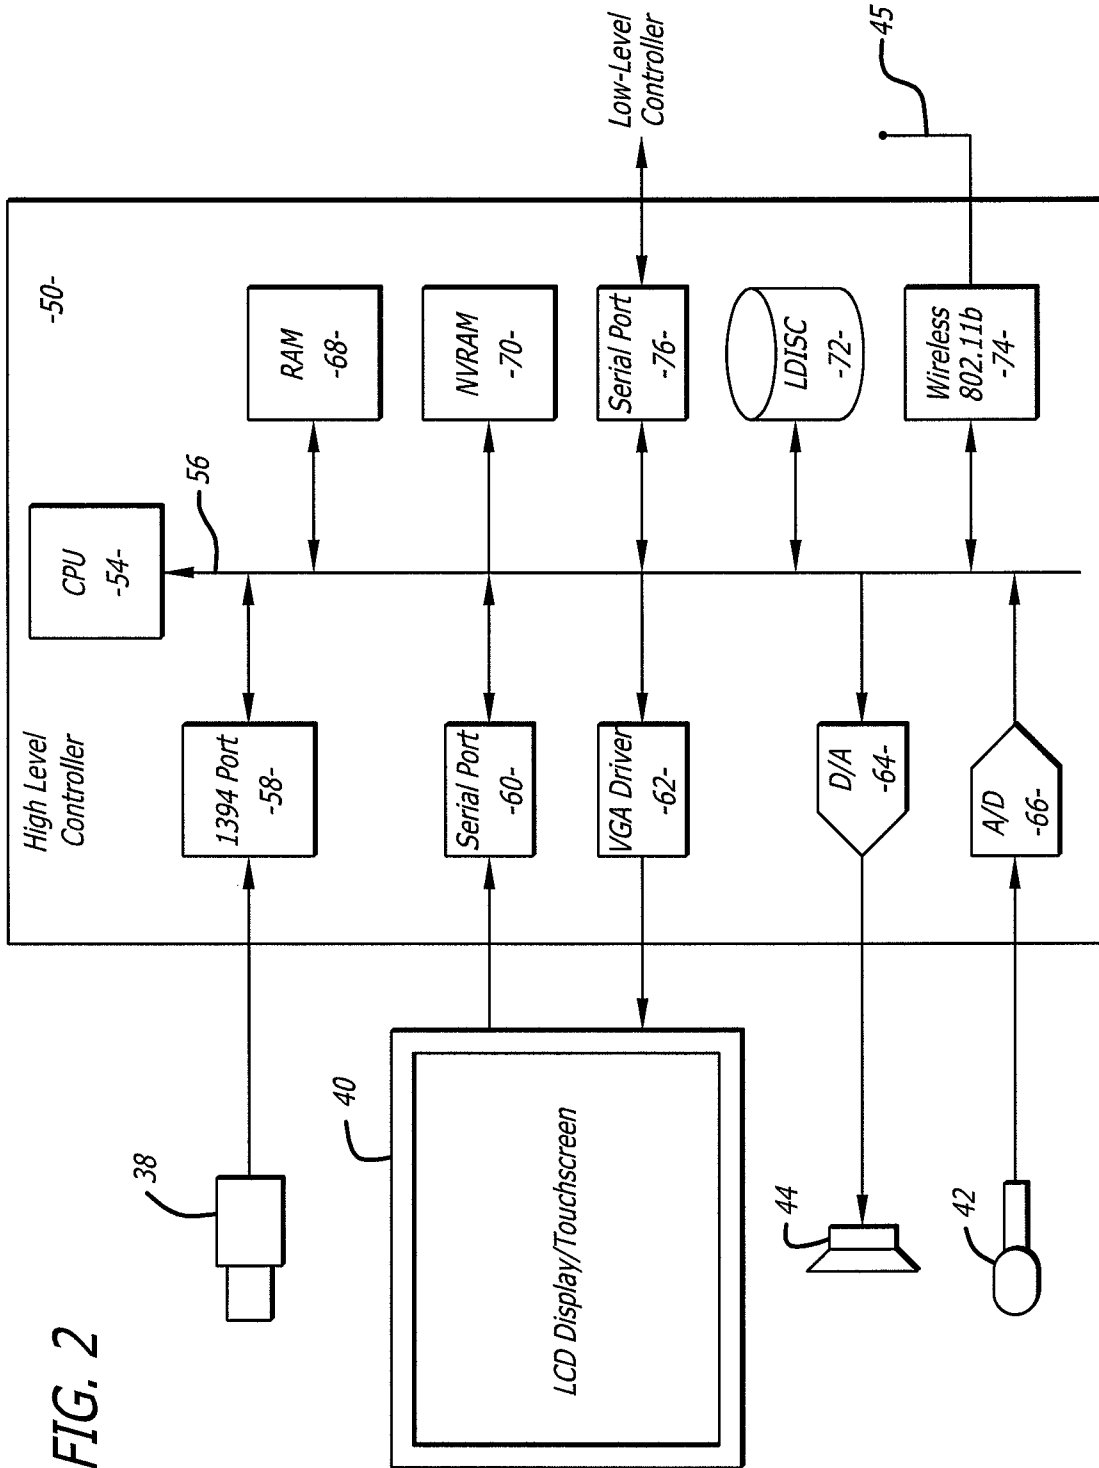 FIG. 2
High Level
Controller
-50-
CPU
-54-
56
38
1394 Port
-58-
RAM
-68-
40
LCD Display/Touchscreen
Serial Port
-60-
NVRAM
-70-
VGA Driver
-62-
Serial Port
-76-
Low-Level
Controller
44
D/A
-64-
LDISC
-72-
42
A/D
-66-
Wireless
802.11b
-74-
45